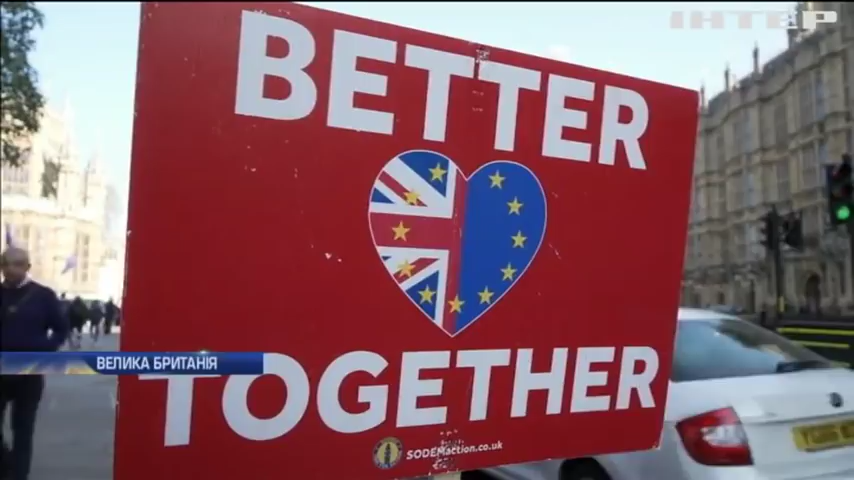 ІНТЕР
BETTER
ВЕЛИКА БРИТАНІЯ
TOGETHER
SODEMaction.co.uk